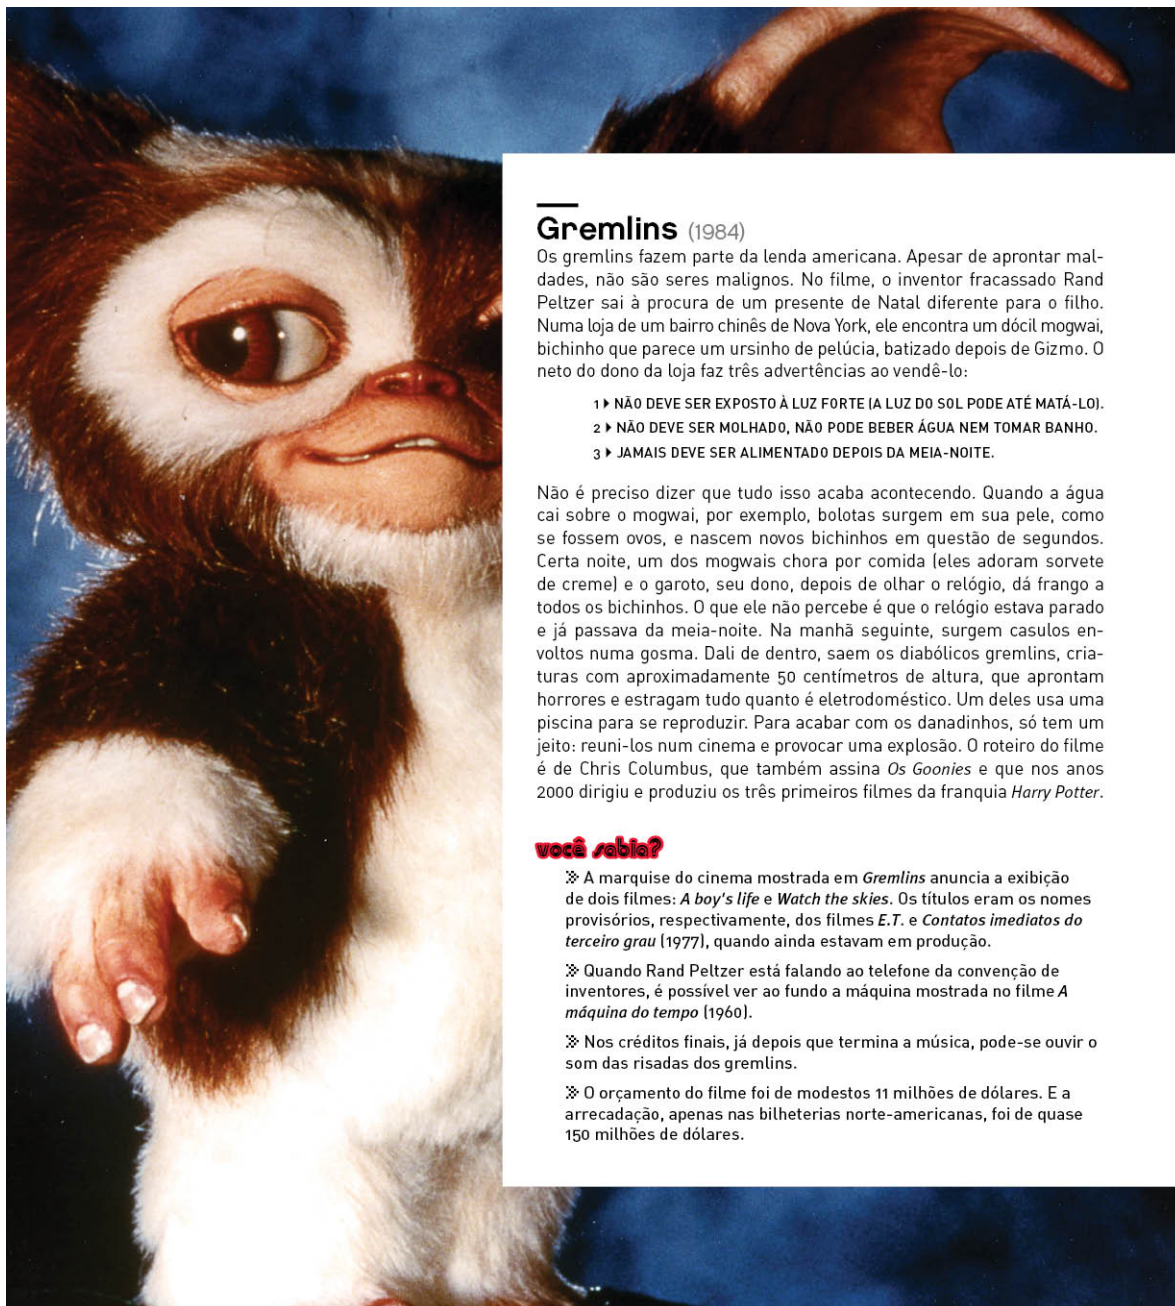 Gremlins (1984)
Os gremlins fazem parte da lenda americana. Apesar de aprontar mal-
dades, não são seres malignos. No filme, o inventor fracassado Rand
Peltzer sai à procura de um presente de Natal diferente para o filho.
Numa loja de um bairro chinês de Nova York, ele encontra um dócil mogwai,
bichinho que parece um ursinho de pelúcia, batizado depois de Gizmo. O
neto do dono da loja faz três advertências ao vendê-lo:
1 ▸ NÃO DEVE SER EXPOSTO À LUZ FORTE (A LUZ DO SOL PODE ATÉ MATÁ-LO).
2 ▸ NÃO DEVE SER MOLHADO, NÃO PODE BEBER ÁGUA NEM TOMAR BANHO.
3 ▸ JAMAIS DEVE SER ALIMENTADO DEPOIS DA MEIA-NOITE.
Não é preciso dizer que tudo isso acaba acontecendo. Quando a água
cai sobre o mogwai, por exemplo, bolotas surgem em sua pele, como
se fossem ovos, e nascem novos bichinhos em questão de segundos.
Certa noite, um dos mogwais chora por comida (eles adoram sorvete
de creme) e o garoto, seu dono, depois de olhar o relógio, dá frango a
todos os bichinhos. O que ele não percebe é que o relógio estava parado
e já passava da meia-noite. Na manhã seguinte, surgem casulos en-
voltos numa gosma. Dali de dentro, saem os diabólicos gremlins, cria-
turas com aproximadamente 50 centímetros de altura, que aprontam
horrores e estragam tudo quanto é eletrodoméstico. Um deles usa uma
piscina para se reproduzir. Para acabar com os danadinhos, só tem um
jeito: reuni-los num cinema e provocar uma explosão. O roteiro do filme
é de Chris Columbus, que também assina Os Goonies e que nos anos
2000 dirigiu e produziu os três primeiros filmes da franquia Harry Potter.
você sabia?
A marquise do cinema mostrada em Gremlins anuncia a exibição
de dois filmes: A boy's life e Watch the skies. Os títulos eram os nomes
provisórios, respectivamente, dos filmes E.T. e Contatos imediatos do
terceiro grau (1977), quando ainda estavam em produção.
Quando Rand Peltzer está falando ao telefone da convenção de
inventores, é possível ver ao fundo a máquina mostrada no filme A
máquina do tempo (1960).
Nos créditos finais, já depois que termina a música, pode-se ouvir o
som das risadas dos gremlins.
O orçamento do filme foi de modestos 11 milhões de dólares. E a
arrecadação, apenas nas bilheterias norte-americanas, foi de quase
150 milhões de dólares.